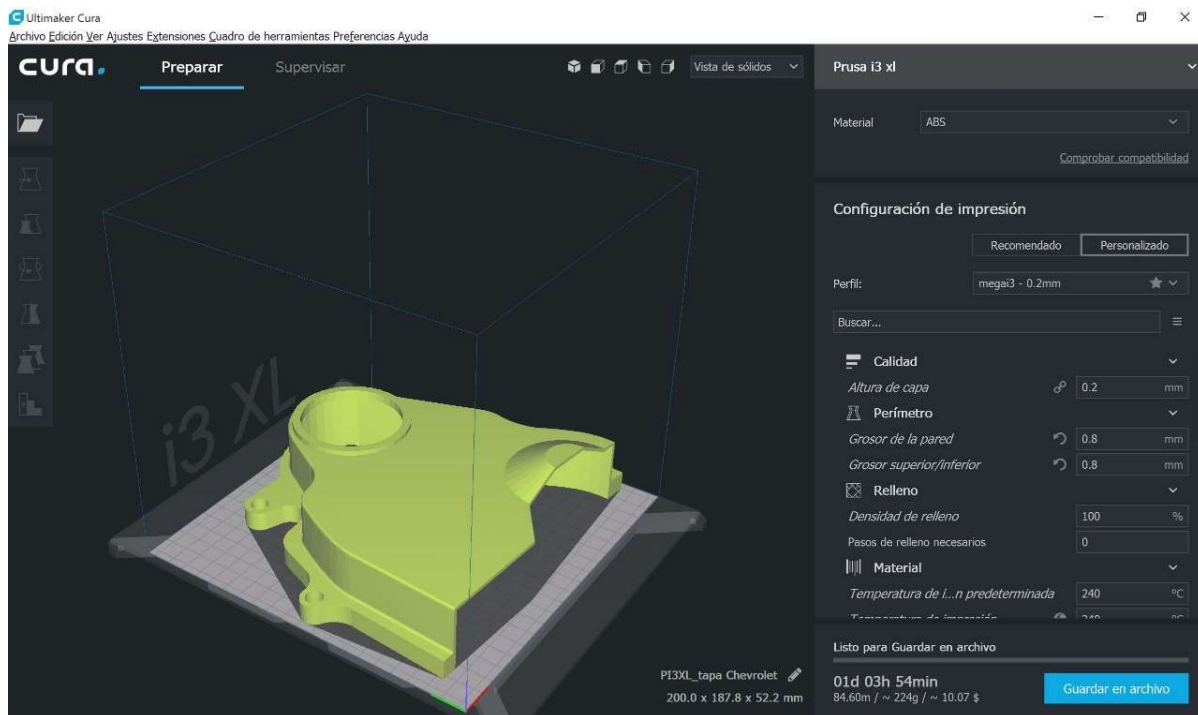 Ultimaker Cura
Archivo Edición Ver Ajustes Extensiones Cuadro de herramientas Preferencias Ayuda
cura.
Preparar
Supervisar
Vista de sólidos
Prusa i3 xl
Material
ABS
Comprobar compatibilidad
Configuración de impresión
Recomendado
Personalizado
Perfil:
megai3 - 0.2mm
Buscar...
Calidad
Altura de capa
0.2
mm
Perímetro
Grosor de la pared
0.8
mm
Grosor superior/inferior
0.8
mm
Relleno
Densidad de relleno
100
%
Pasos de relleno necesarios
0
Material
Temperatura de i...n predeterminada
240
°C
i3 XL
PI3XL_tapa Chevrolet
200.0 x 187.8 x 52.2 mm
Listo para Guardar en archivo
01d 03h 54min
84.60m / ~ 224g / ~ 10.07 $
Guardar en archivo